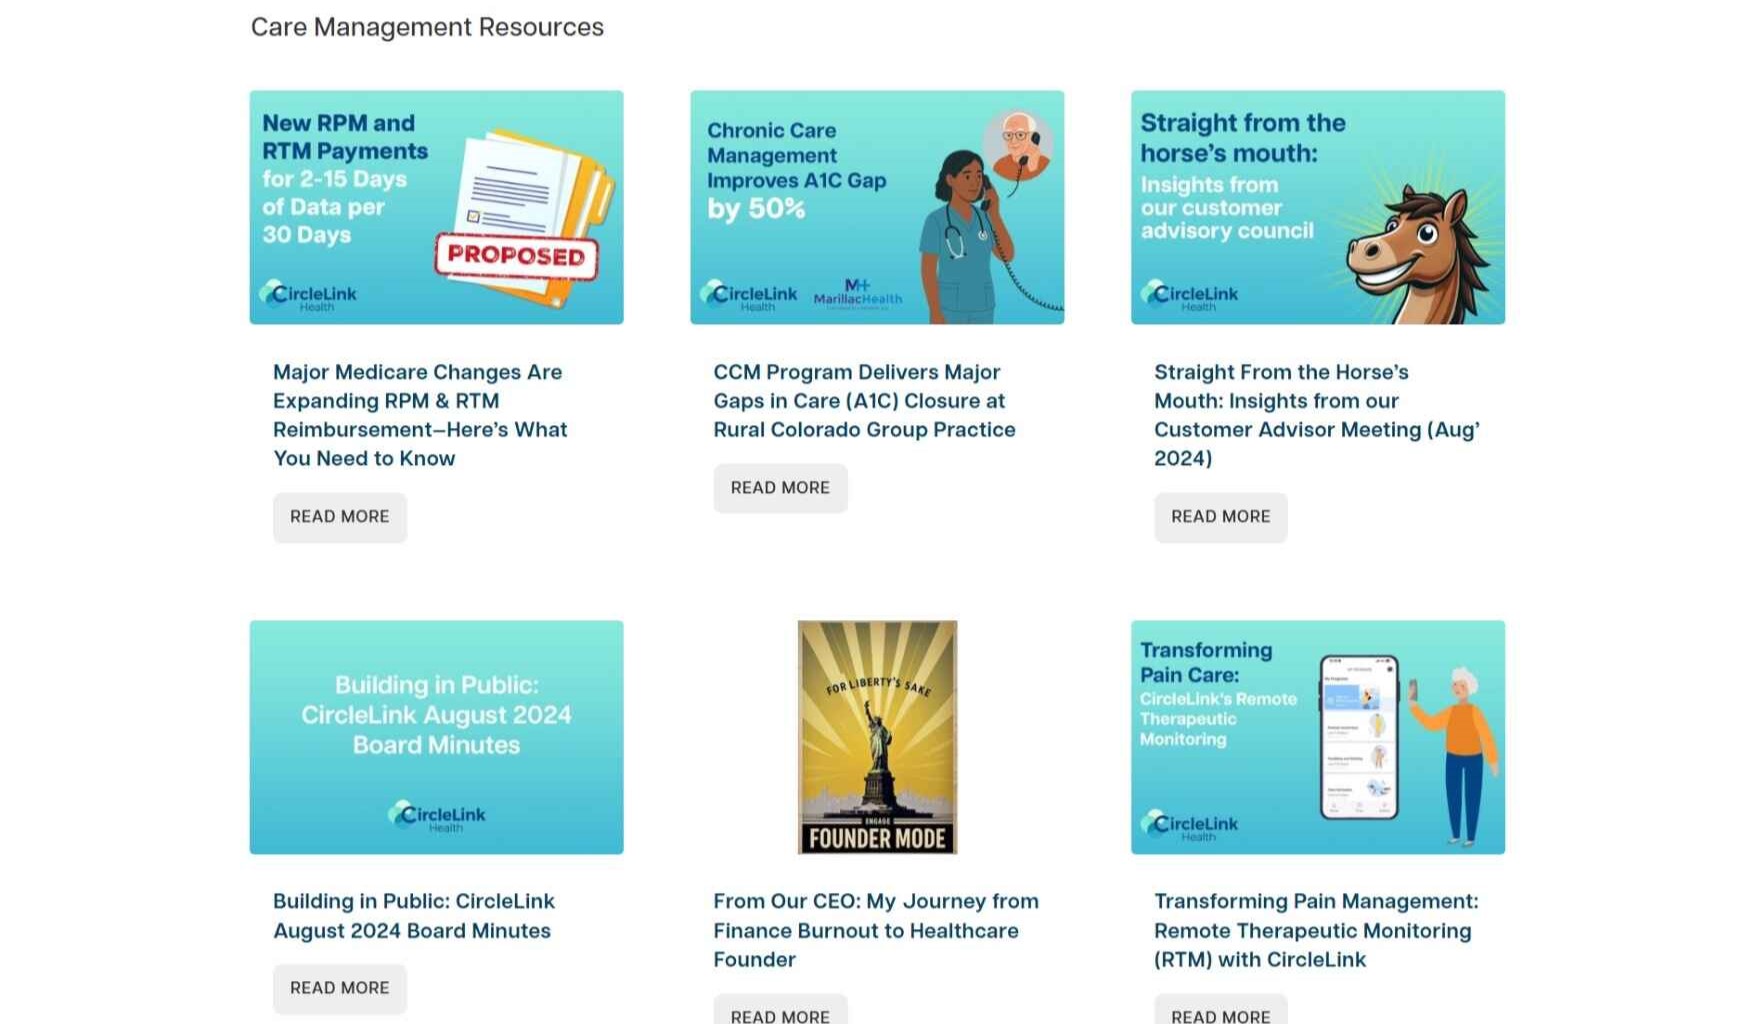 Care Management Resources
New RPM and
RTM Payments
for 2-15 Days
of Data per
30 Days
PROPOSED
CircleLink
Health
Chronic Care
Management
Improves A1C Gap
by 50%
CircleLink
Health
MarillacHealth
Straight from the
horse's mouth:
Insights from
our customer
advisory council
CircleLink
Health
Major Medicare Changes Are
Expanding RPM & RTM
Reimbursement—Here's What
You Need to Know
READ MORE
CCM Program Delivers Major
Gaps in Care (A1C) Closure at
Rural Colorado Group Practice
READ MORE
Straight From the Horse's
Mouth: Insights from our
Customer Advisor Meeting (Aug'
2024)
READ MORE
Building in Public:
CircleLink August 2024
Board Minutes
CircleLink
Health
FOR LIBERTY'S SAKE
ENGAGE
FOUNDER MODE
Transforming
Pain Care:
CircleLink's Remote
Therapeutic
Monitoring
CircleLink
Health
Building in Public: CircleLink
August 2024 Board Minutes
READ MORE
From Our CEO: My Journey from
Finance Burnout to Healthcare
Founder
READ MORE
Transforming Pain Management:
Remote Therapeutic Monitoring
(RTM) with CircleLink
READ MORE